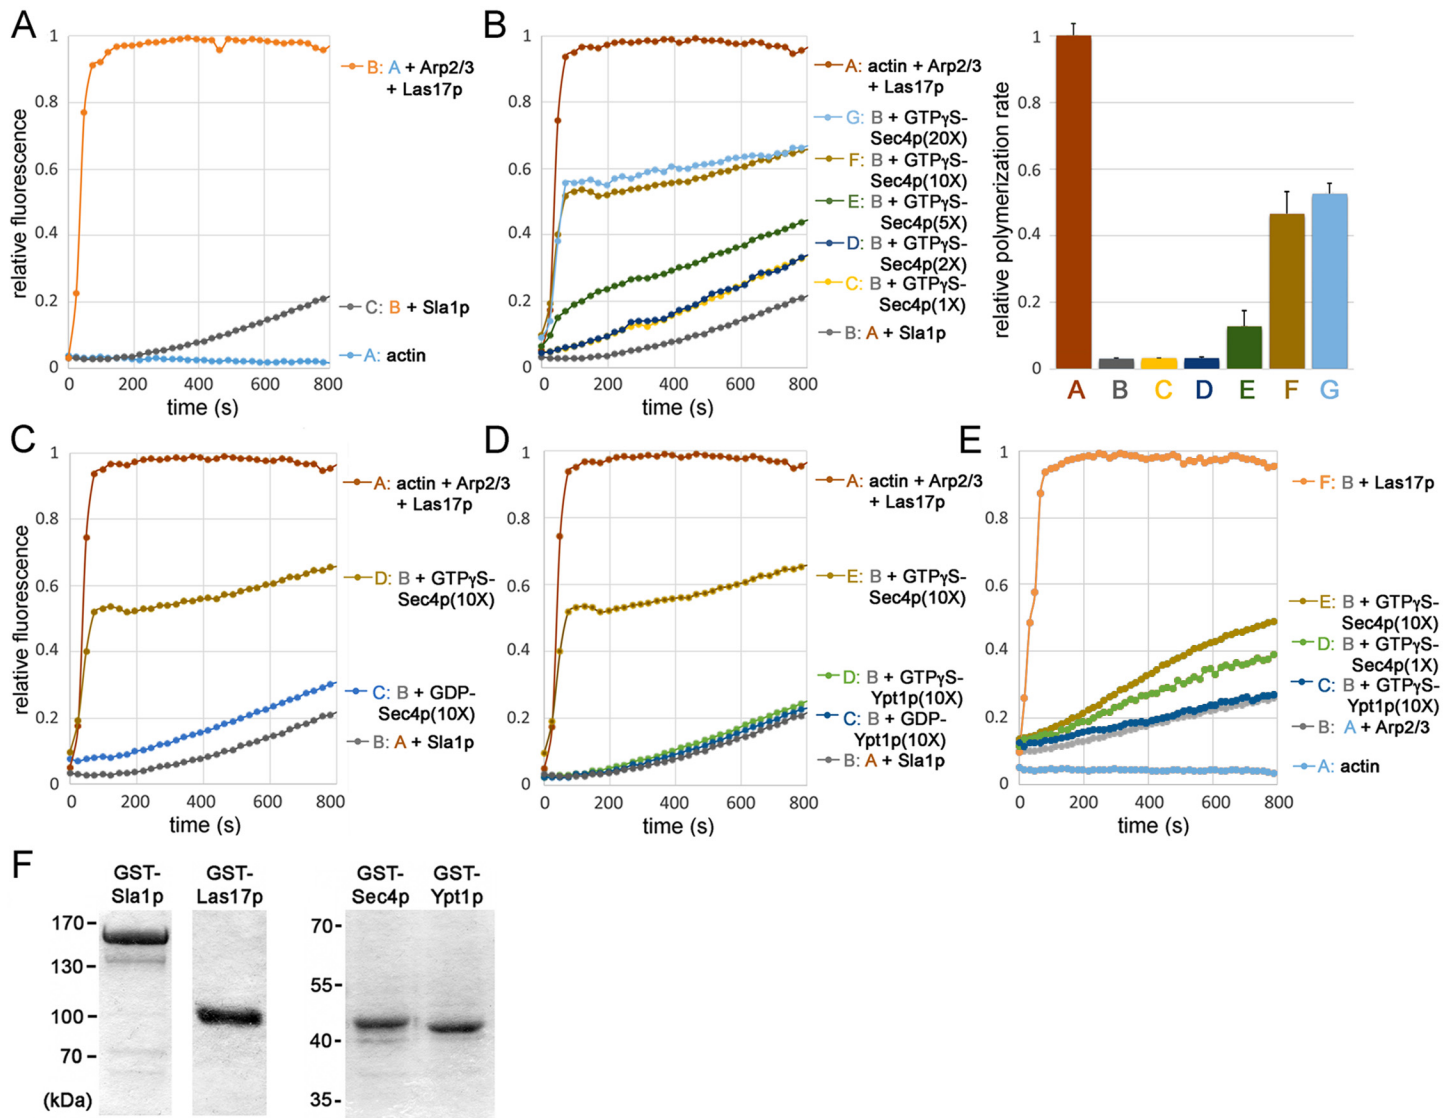 A
relative fluorescence
1
0.8
0.6
0.4
0.2
0
0 200 400 600 800
time (s)
B: A + Arp2/3
+ Las17p
C: B + Sla1p
A: actin
B
1
0.8
0.6
0.4
0.2
0
0 200 400 600 800
time (s)
A: actin + Arp2/3
+ Las17p
G: B + GTPγS-
Sec4p(20X)
F: B + GTPγS-
Sec4p(10X)
E: B + GTPγS-
Sec4p(5X)
D: B + GTPγS-
Sec4p(2X)
C: B + GTPγS-
Sec4p(1X)
B: A + Sla1p
relative polymerization rate
1
0.8
0.6
0.4
0.2
0
A B C D E F G
C
relative fluorescence
1
0.8
0.6
0.4
0.2
0
0 200 400 600 800
time (s)
A: actin + Arp2/3
+ Las17p
D: B + GTPγS-
Sec4p(10X)
C: B + GDP-
Sec4p(10X)
B: A + Sla1p
D
1
0.8
0.6
0.4
0.2
0
0 200 400 600 800
time (s)
A: actin + Arp2/3
+ Las17p
E: B + GTPγS-
Sec4p(10X)
D: B + GTPγS-
Ypt1p(10X)
C: B + GDP-
Ypt1p(10X)
B: A + Sla1p
E
1
0.8
0.6
0.4
0.2
0
0 200 400 600 800
time (s)
F: B + Las17p
E: B + GTPγS-
Sec4p(10X)
D: B + GTPγS-
Sec4p(1X)
C: B + GTPγS-
Ypt1p(10X)
B: A + Arp2/3
A: actin
F
GST-
Sla1p
GST-
Las17p
170
130
100
70
(kDa)
GST-
Sec4p
GST-
Ypt1p
70
55
40
35